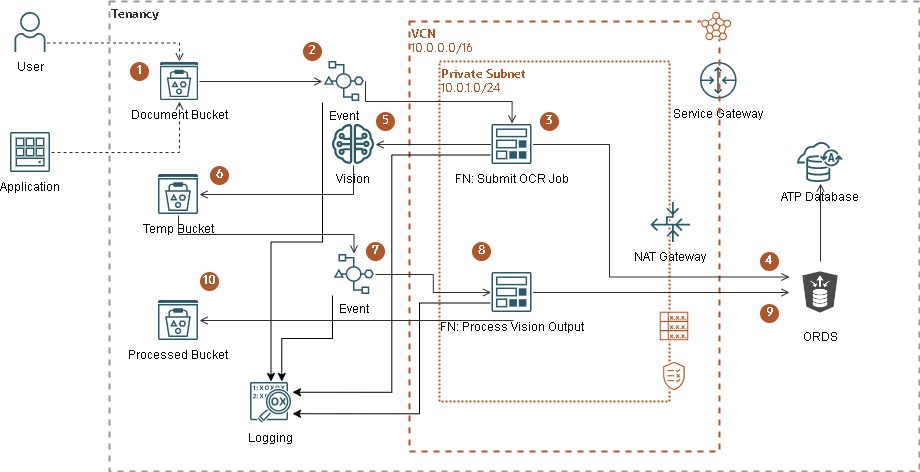 Tenancy
User
1
Document Bucket
2
Event
VCN
10.0.0.0/16
Private Subnet
10.0.1.0/24
3
FN: Submit OCR Job
Service Gateway
Application
5
Vision
6
Temp Bucket
ATP Database
NAT Gateway
7
Event
8
FN: Process Vision Output
4
9
ORDS
10
Processed Bucket
X.X.X.
X.X.X.
X.X.X.
Logging